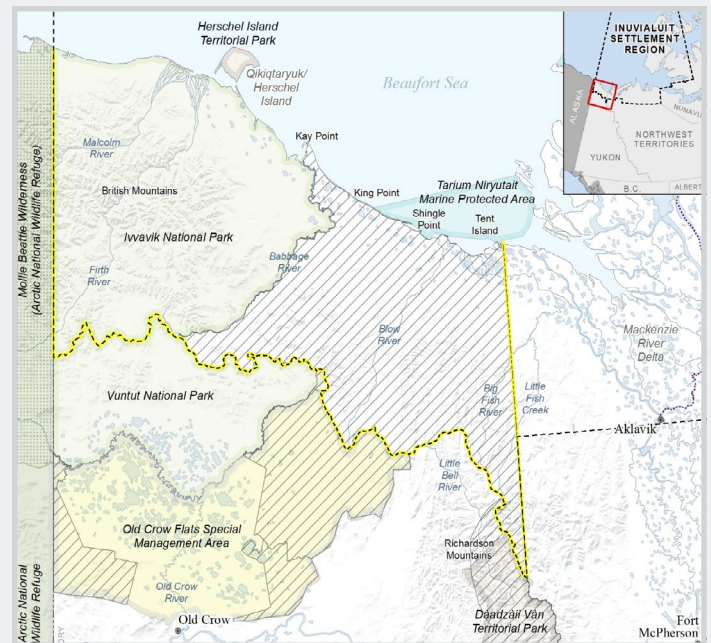 Herschel Island
Territorial Park
Qikiqtaryuk/
Herschel
Island
Beaufort Sea
INUVIALUIT
SETTLEMENT
REGION
ALASKA
NUNAVU
NORTHWEST
TERRITORIES
YUKON
B.C.
ALBERT
Mollie Beattie Wilderness
(Arctic National Wildlife Refuge)
Malcolm
River
British Mountains
Ivvavik National Park
Firth
River
Babbage
River
Kay Point
King Point
Tarium Niryutait
Marine Protected Area
Shingle
Point
Tent
Island
Blow
River
Mackenzie
River
Delta
Vuntut National Park
Big
Fish
River
Little
Fish
Creek
Aklavik
Little
Bell
River
Old Crow Flats Special
Management Area
Richardson
Mountains
Old Crow
River
Old Crow
Dàadzàii Vàn
Territorial Park
Fort
McPherson
Arctic National
Wildlife Refuge